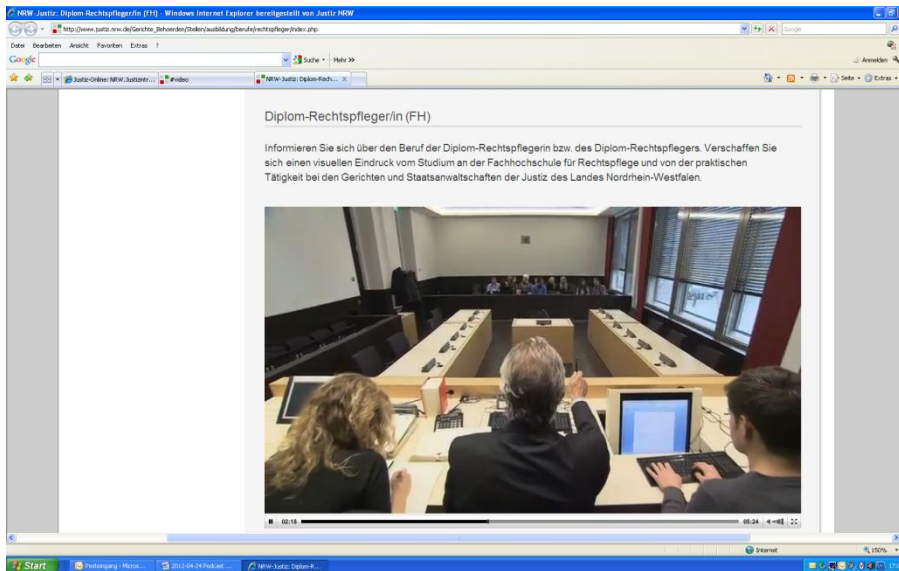 NRW-Justiz: Diplom-Rechtspfleger/in (FH) - Windows Internet Explorer bereitgestellt von Justiz NRW
http://www.justiz.nrw.de/Gerichte_Behoerden/Stellen/ausbildung/berufe/rechtspfleger/index.php
Google
Datei Bearbeiten Ansicht Favoriten Extras ?
Google
Suche
Mehr >>
Anmelden
Justiz-Online: NRW.Justizintr...
#video
NRW-Justiz: Diplom-Rech...
Seite
Extras
Diplom-Rechtspfleger/in (FH)
Informieren Sie sich über den Beruf der Diplom-Rechtspflegerin bzw. des Diplom-Rechtspflegers. Verschaffen Sie
sich einen visuellen Eindruck vom Studium an der Fachhochschule für Rechtspflege und von der praktischen
Tätigkeit bei den Gerichten und Staatsanwaltschaften der Justiz des Landes Nordrhein-Westfalen.
02:18
05:24
Internet
150%
Start
Posteingang - Micros...
2012-04-24 Podcast ...
NRW-Justiz: Diplom-R...